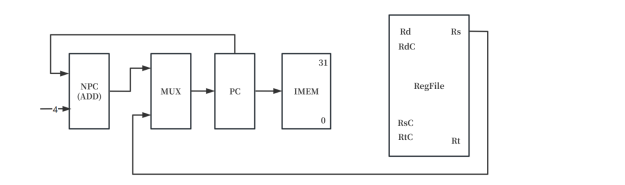 Rd
Rs
RdC
31
NPC
(ADD)
MUX
PC
IMEM
RegFile
4
0
RsC
RtC
Rt